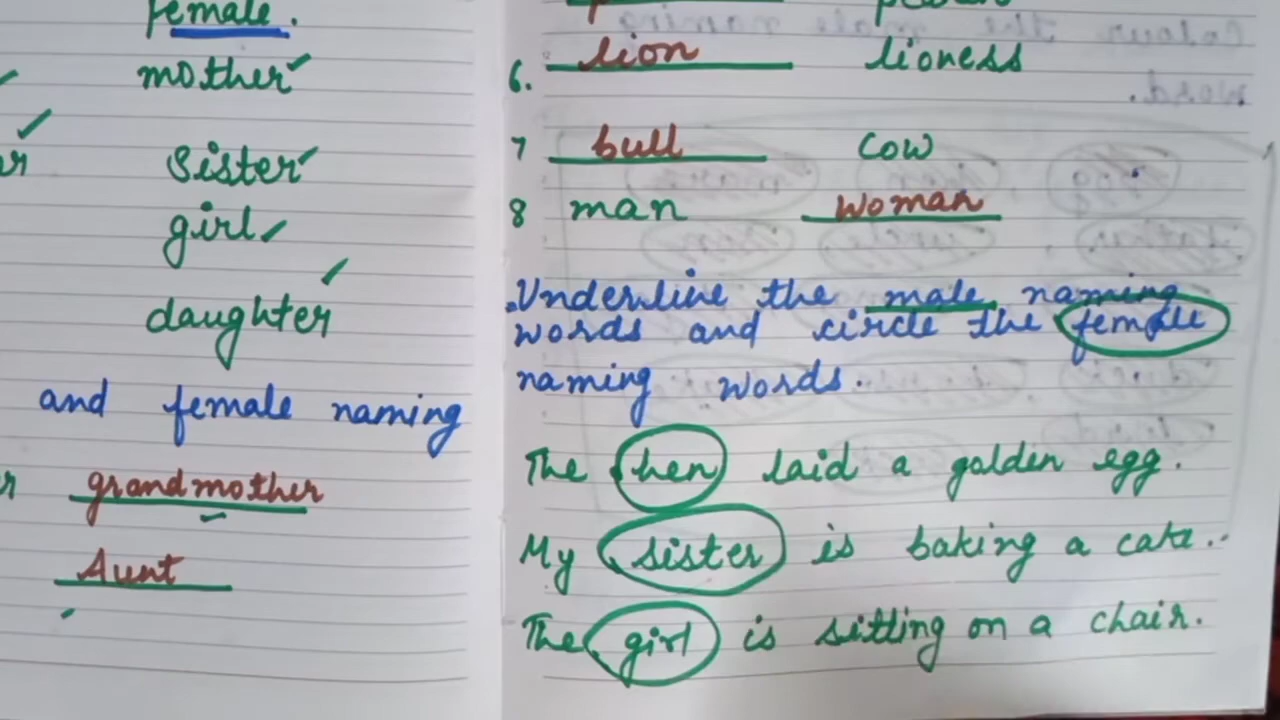 female.
mother
sister
girl
daughter
and female naming
grandmother
Aunt
6. lion lioness
7 bull cow
8 man woman
Underline the male naming
words and circle the female
naming words.
The hen laid a golden egg.
My sister is baking a cake.
The girl is sitting on a chair.